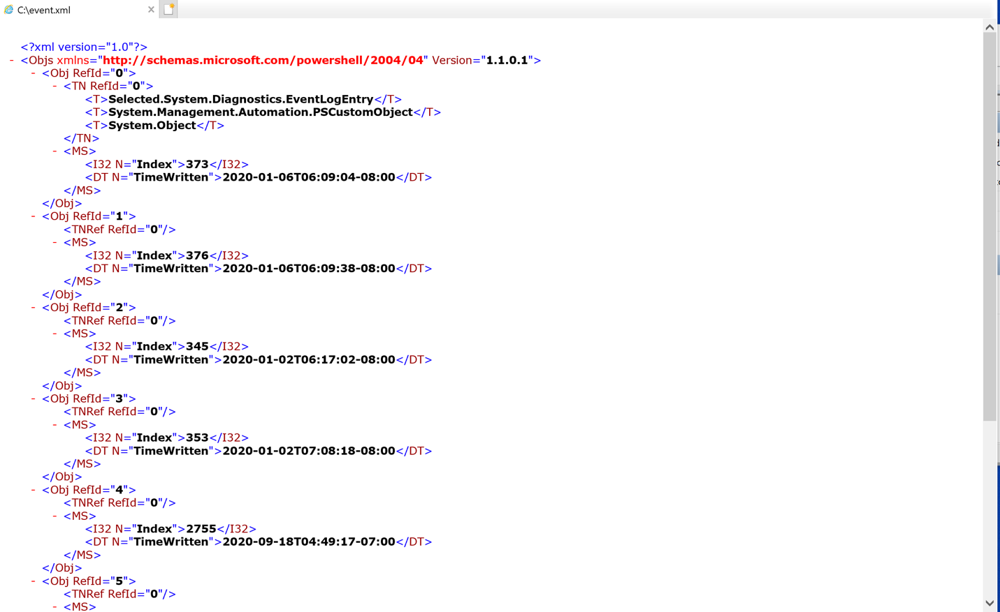 C:\event.xml
<?xml version="1.0"?>
- <Objs xmlns="http://schemas.microsoft.com/powershell/2004/04" Version="1.1.0.1">
- <Obj RefId="0">
- <TN RefId="0">
<T>Selected.System.Diagnostics.EventLogEntry</T>
<T>System.Management.Automation.PSCustomObject</T>
<T>System.Object</T>
</TN>
- <MS>
<I32 N="Index">373</I32>
<DT N="TimeWritten">2020-01-06T06:09:04-08:00</DT>
</MS>
</Obj>
- <Obj RefId="1">
<TNRef RefId="0"/>
- <MS>
<I32 N="Index">376</I32>
<DT N="TimeWritten">2020-01-06T06:09:38-08:00</DT>
</MS>
</Obj>
- <Obj RefId="2">
<TNRef RefId="0"/>
- <MS>
<I32 N="Index">345</I32>
<DT N="TimeWritten">2020-01-02T06:17:02-08:00</DT>
</MS>
</Obj>
- <Obj RefId="3">
<TNRef RefId="0"/>
- <MS>
<I32 N="Index">353</I32>
<DT N="TimeWritten">2020-01-02T07:08:18-08:00</DT>
</MS>
</Obj>
- <Obj RefId="4">
<TNRef RefId="0"/>
- <MS>
<I32 N="Index">2755</I32>
<DT N="TimeWritten">2020-09-18T04:49:17-07:00</DT>
</MS>
</Obj>
- <Obj RefId="5">
<TNRef RefId="0"/>
- <MS>